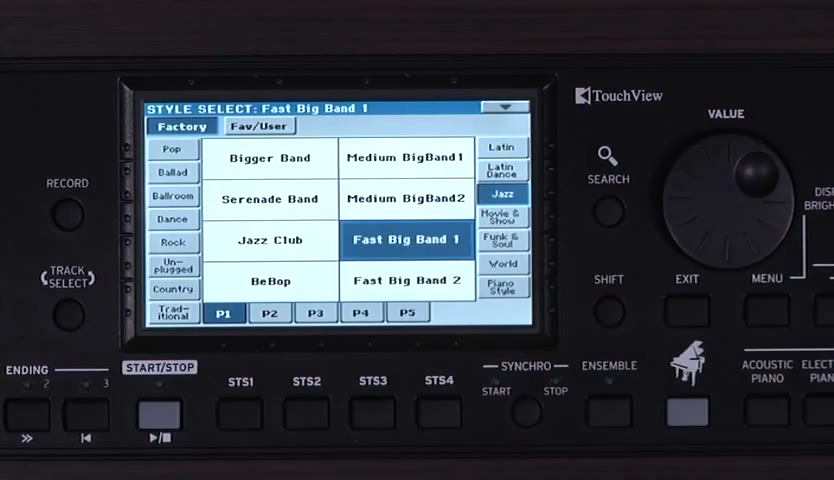 STYLE SELECT: Fast Big Band 1
Factory
Fav/User
Pop
Ballad
Ballroom
Dance
Rock
Un-
plugged
Country
Trad-
itional
Bigger Band
Medium BigBand1
Serenade Band
Medium BigBand2
Jazz Club
Fast Big Band 1
BeBop
Fast Big Band 2
P1
P2
P3
P4
P5
Latin
Latin
Dance
Jazz
Movie &
Show
Funk &
Soul
World
Piano
Style
TouchView
VALUE
SEARCH
SHIFT
EXIT
MENU
RECORD
TRACK
SELECT
ENDING
2
3
START/STOP
STS1
STS2
STS3
STS4
SYNCHRO
START
STOP
ENSEMBLE
ACOUSTIC
PIANO